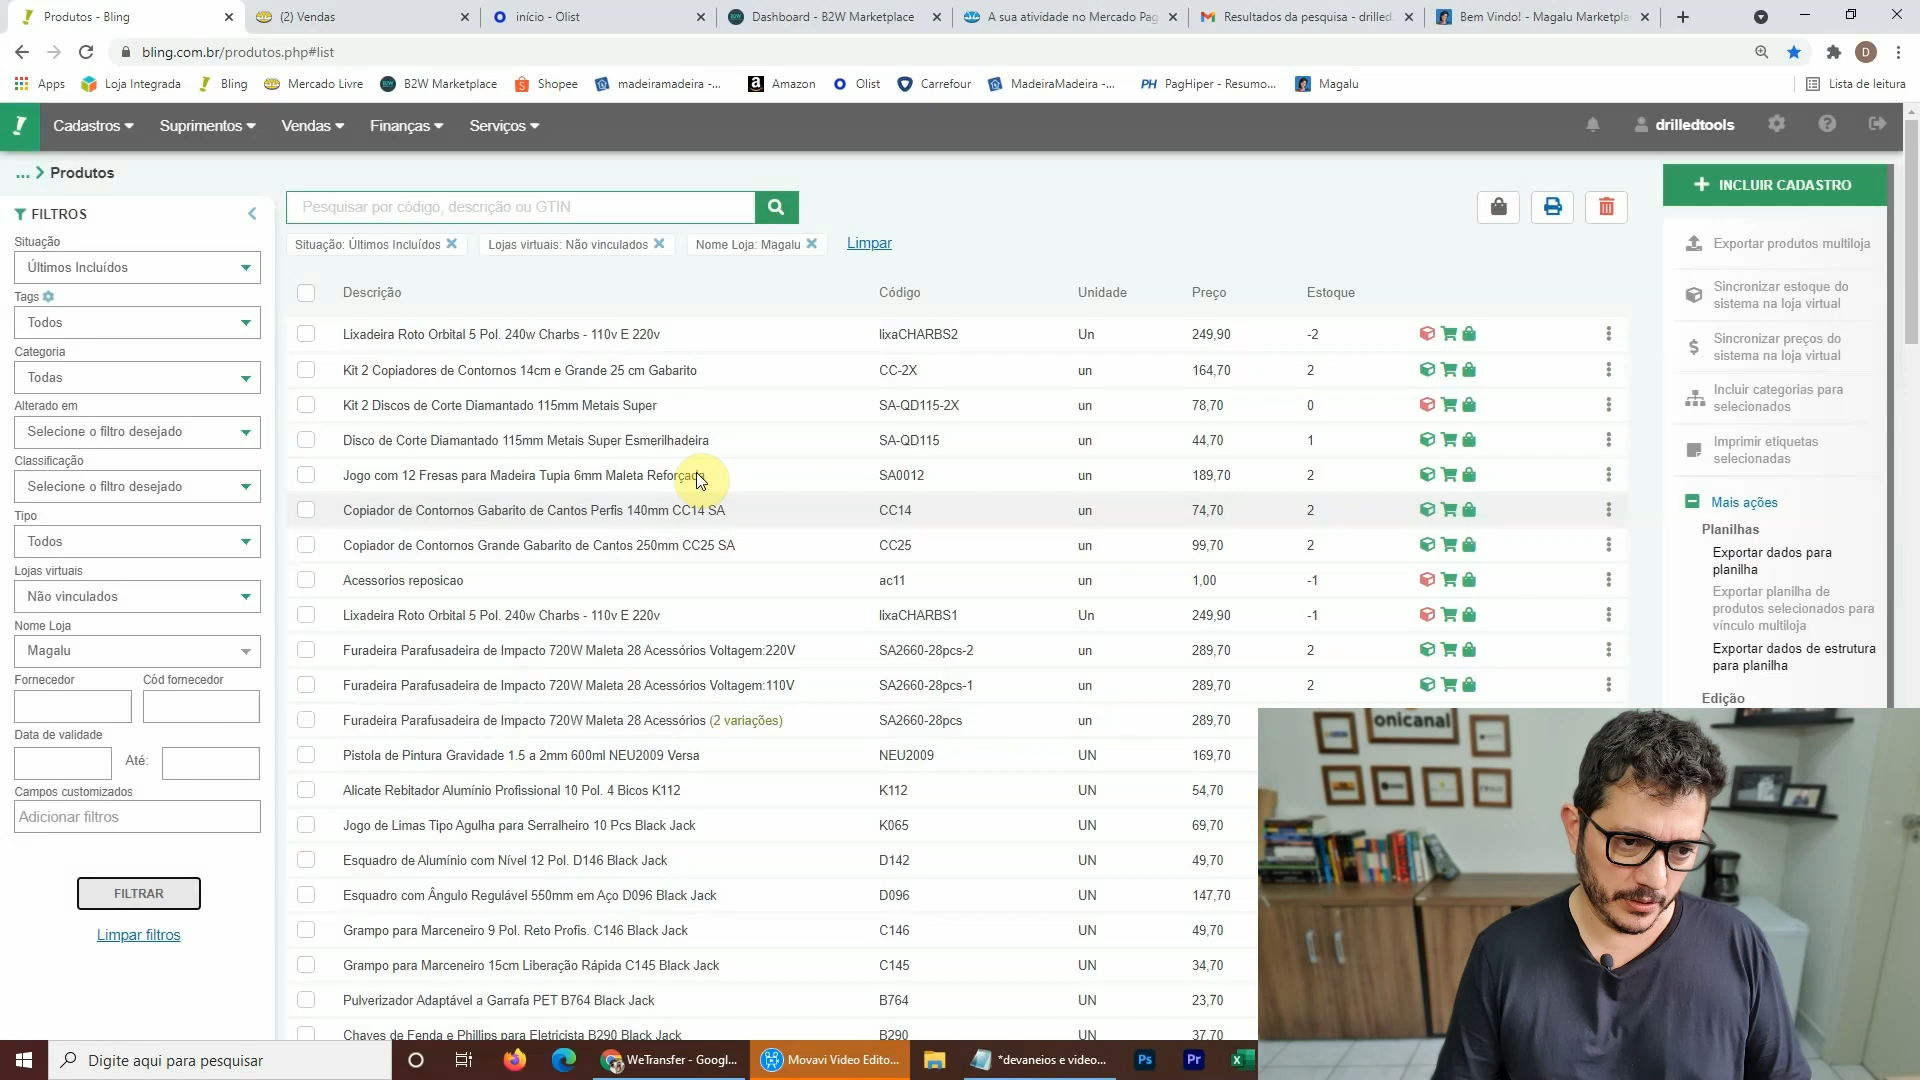 Produtos - Bling
(2) Vendas
início - Olist
Dashboard - B2W Marketplace
A sua atividade no Mercado Pag
Resultados da pesquisa - drilled.
Bem Vindo! - Magalu Marketpla
bling.com.br/produtos.php#list
D
Apps
Loja Integrada
Bling
Mercado Livre
B2W Marketplace
Shopee
madeiramadeira -...
Amazon
Olist
Carrefour
MadeiraMadeira -...
PagHiper - Resumo...
Magalu
Lista de leitura
Cadastros
Suprimentos
Vendas
Finanças
Serviços
drilledtools
... > Produtos
FILTROS
Situação
Últimos Incluídos
Tags
Todos
Categoria
Todas
Alterado em
Selecione o filtro desejado
Classificação
Selecione o filtro desejado
Tipo
Todos
Lojas virtuais
Não vinculados
Nome Loja
Magalu
Fornecedor Cód fornecedor
Data de validade
Até:
Campos customizados
Adicionar filtros
FILTRAR
Limpar filtros
Pesquisar por código, descrição ou GTIN
Situação: Últimos Incluídos
Lojas virtuais: Não vinculados
Nome Loja: Magalu
Limpar
Descrição Código Unidade Preço Estoque
Lixadeira Roto Orbital 5 Pol. 240w Charbs - 110v E 220v lixaCHARBS2 Un 249,90 -2
Kit 2 Copiadores de Contornos 14cm e Grande 25 cm Gabarito CC-2X un 164,70 2
Kit 2 Discos de Corte Diamantado 115mm Metais Super SA-QD115-2X un 78,70 0
Disco de Corte Diamantado 115mm Metais Super Esmerilhadeira SA-QD115 un 44,70 1
Jogo com 12 Fresas para Madeira Tupia 6mm Maleta Reforçada SA0012 un 189,70 2
Copiador de Contornos Gabarito de Cantos Perfis 140mm CC14 SA CC14 un 74,70 2
Copiador de Contornos Grande Gabarito de Cantos 250mm CC25 SA CC25 un 99,70 2
Acessorios reposicao ac11 un 1,00 -1
Lixadeira Roto Orbital 5 Pol. 240w Charbs - 110v E 220v lixaCHARBS1 Un 249,90 -1
Furadeira Parafusadeira de Impacto 720W Maleta 28 Acessórios Voltagem:220V SA2660-28pcs-2 un 289,70 2
Furadeira Parafusadeira de Impacto 720W Maleta 28 Acessórios Voltagem:110V SA2660-28pcs-1 un 289,70 2
Furadeira Parafusadeira de Impacto 720W Maleta 28 Acessórios (2 variações) SA2660-28pcs un 289,70
Pistola de Pintura Gravidade 1.5 a 2mm 600ml NEU2009 Versa NEU2009 UN 169,70
Alicate Rebitador Alumínio Profissional 10 Pol. 4 Bicos K112 K112 UN 54,70
Jogo de Limas Tipo Agulha para Serralheiro 10 Pcs Black Jack K065 UN 69,70
Esquadro de Alumínio com Nível 12 Pol. D146 Black Jack D142 UN 49,70
Esquadro com Ângulo Regulável 550mm em Aço D096 Black Jack D096 UN 147,70
Grampo para Marceneiro 9 Pol. Reto Profis. C146 Black Jack C146 UN 49,70
Grampo para Marceneiro 15cm Liberação Rápida C145 Black Jack C145 UN 34,70
Pulverizador Adaptável a Garrafa PET B764 Black Jack B764 UN 23,70
Chaves de Fenda e Phillips para Eletricista B290 Black Jack B290 UN 37,70
INCLUIR CADASTRO
Exportar produtos multiloja
Sincronizar estoque do
sistema na loja virtual
Sincronizar preços do
sistema na loja virtual
Incluir categorias para
selecionados
Imprimir etiquetas
selecionadas
Mais ações
Planilhas
Exportar dados para
planilha
Exportar planilha de
produtos selecionados para
vínculo multiloja
Exportar dados de estrutura
para planilha
Edição
onicanal
Digite aqui para pesquisar
WeTransfer - Googl...
Movavi Video Edito...
*devaneios e video...
Ps
Pr